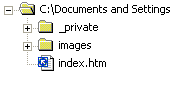 C:\Documents and Settings
_private
images
index.htm